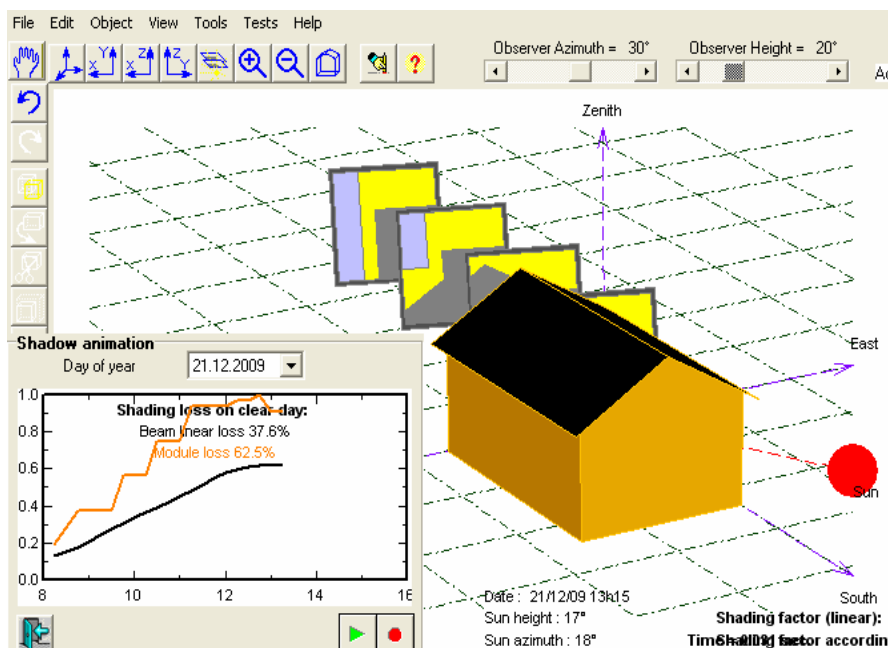 File Edit Object View Tools Tests Help
Observer Azimuth = 30°
Observer Height = 20°
Zenith
East
Sun
South
Shadow animation
Day of year
21.12.2009
Shading loss on clear day:
Beam linear loss 37.6%
Module loss 62.5%
1.0
0.8
0.6
0.4
0.2
0.0
8 10 12 14 16
Date : 21/12/09 13h15
Sun height : 17°
Shading factor (linear):
Sun azimuth : 18°
factor accordin